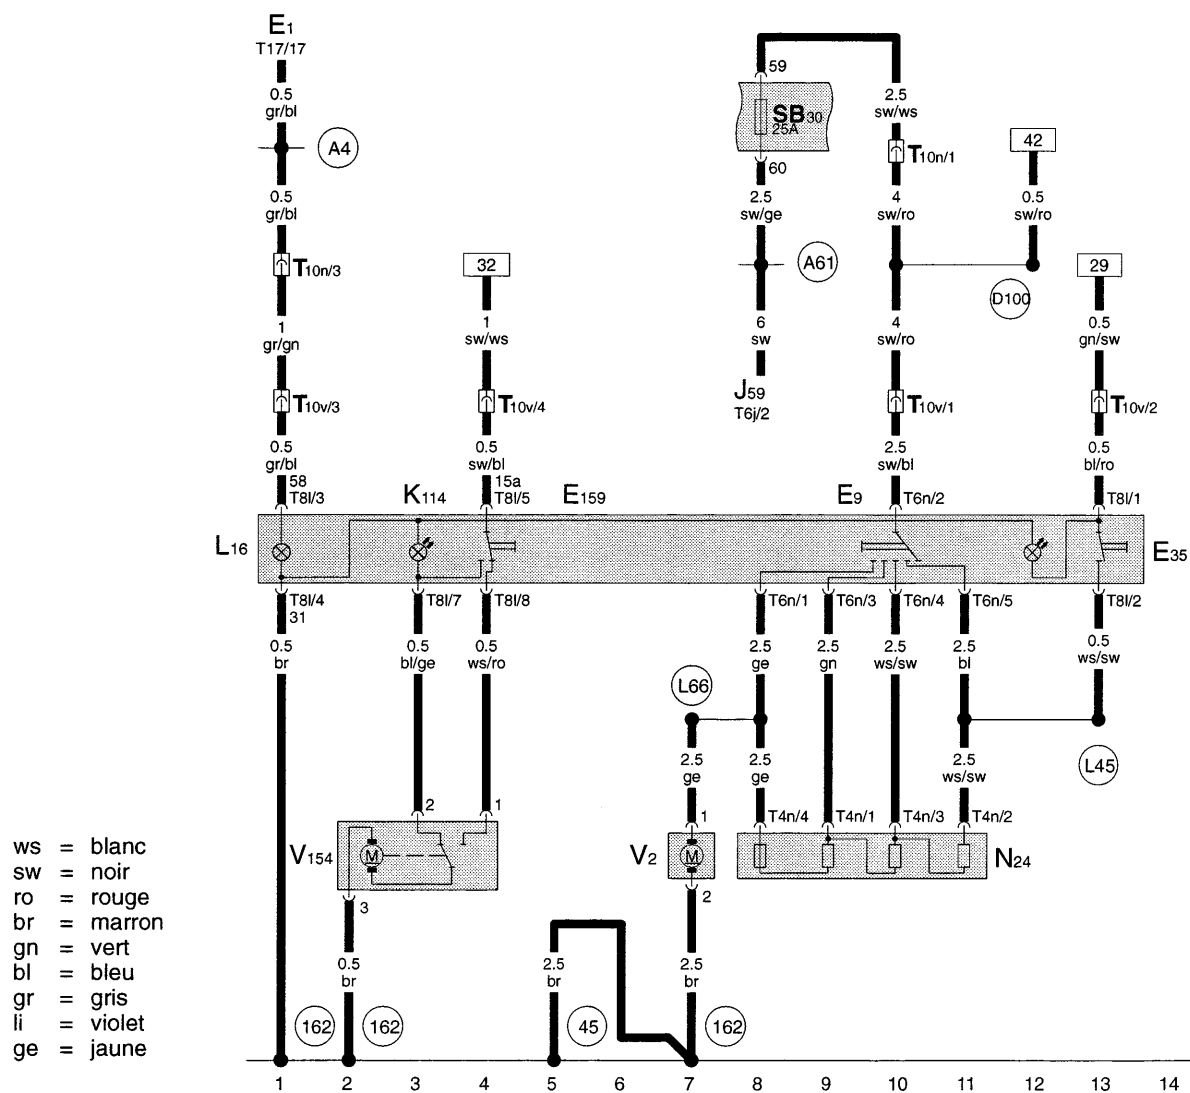 E1
T17/17
0.5
gr/bl
A4
0.5
gr/bl
T10n/3
1
gr/gn
T10v/3
0.5
gr/bl
58
T8l/3
32
1
sw/ws
T10v/4
0.5
sw/bl
15a
T8l/5
59
SB30
25A
60
2.5
sw/ge
A61
6
sw
J59
T6j/2
2.5
sw/ws
T10n/1
4
sw/ro
42
0.5
sw/ro
D100
4
sw/ro
T10v/1
2.5
sw/bl
T6n/2
29
0.5
gn/sw
T10v/2
0.5
bl/ro
T8l/1
K114
E159
E9
L16
E35
T8l/4
31
T8l/7
T8l/8
T6n/1
T6n/3
T6n/4
T6n/5
T8l/2
0.5
br
0.5
bl/ge
0.5
ws/ro
2.5
ge
2.5
gn
2.5
ws/sw
2.5
bl
0.5
ws/sw
L66
L45
2.5
ge
2.5
ge
2.5
ws/sw
2
1
1
T4n/4
T4n/1
T4n/3
T4n/2
V154
M
V2
M
N24
3
2
0.5
br
2.5
br
2.5
br
162
162
45
162
ws = blanc
sw = noir
ro = rouge
br = marron
gn = vert
bl = bleu
gr = gris
li = violet
ge = jaune
1 2 3 4 5 6 7 8 9 10 11 12 13 14